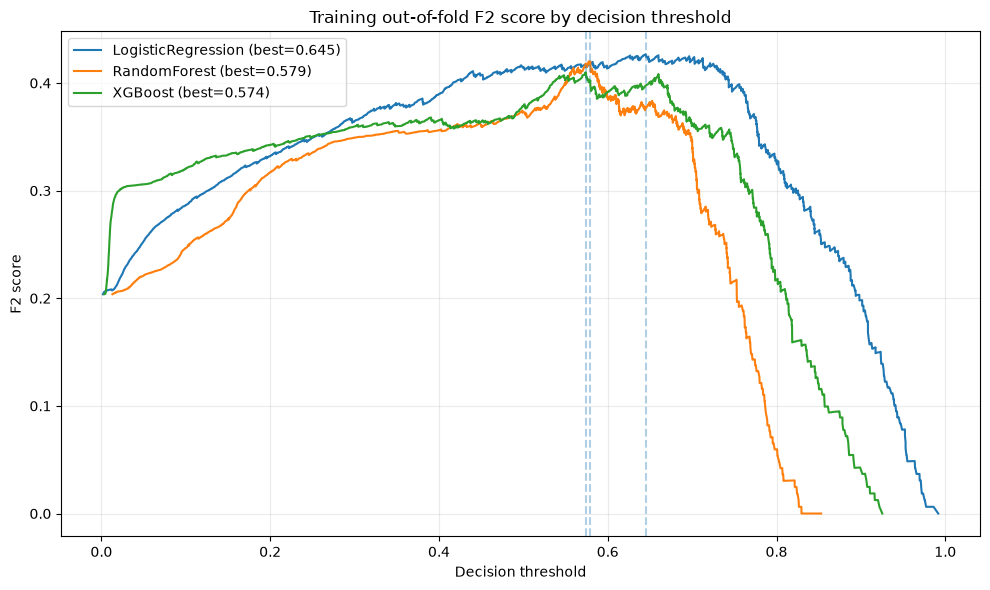 Training out-of-fold F2 score by decision threshold
LogisticRegression (best=0.645)
RandomForest (best=0.579)
XGBoost (best=0.574)
F2 score
0.4
0.3
0.2
0.1
0.0
0.0 0.2 0.4 0.6 0.8 1.0
Decision threshold